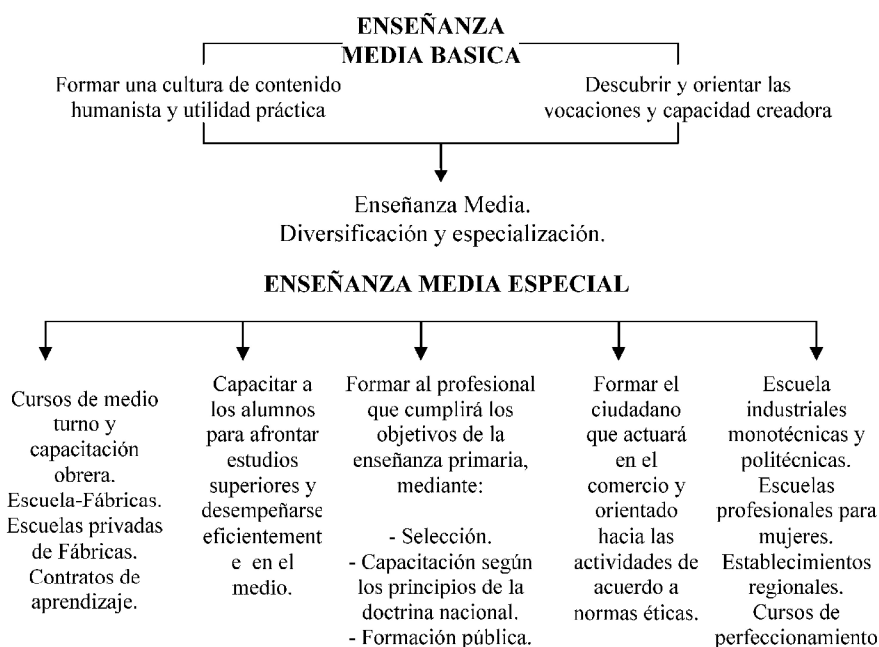 ENSEÑANZA
MEDIA BASICA
Formar una cultura de contenido
humanista y utilidad práctica
Descubrir y orientar las
vocaciones y capacidad creadora
Enseñanza Media.
Diversificación y especialización.
ENSEÑANZA MEDIA ESPECIAL
Cursos de medio
turno y
capacitación
obrera.
Escuela-Fábricas.
Escuelas privadas
de Fábricas.
Contratos de
aprendizaje.
Capacitar a
los alumnos
para afrontar
estudios
superiores y
desempeñarse
eficientement
e en el
medio.
Formar al profesional
que cumplirá los
objetivos de la
enseñanza primaria,
mediante:
- Selección.
- Capacitación según
los principios de la
doctrina nacional.
- Formación pública.
Formar el
ciudadano
que actuará
en el
comercio y
orientado
hacia las
actividades de
acuerdo a
normas éticas.
Escuela
industriales
monotécnicas y
politécnicas.
Escuelas
profesionales para
mujeres.
Establecimientos
regionales.
Cursos de
perfeccionamiento